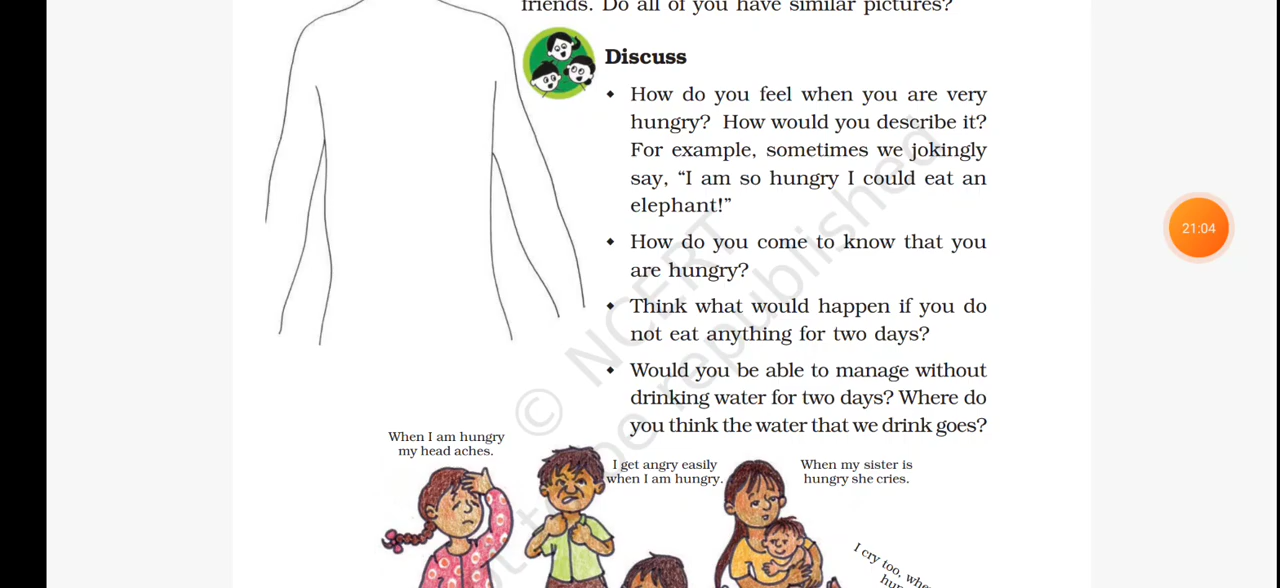 friends. Do all of you have similar pictures?
Discuss
◆ How do you feel when you are very
hungry? How would you describe it?
For example, sometimes we jokingly
say, “I am so hungry I could eat an
elephant!”
◆ How do you come to know that you
are hungry?
◆ Think what would happen if you do
not eat anything for two days?
◆ Would you be able to manage without
drinking water for two days? Where do
you think the water that we drink goes?
When I am hungry
my head aches.
I get angry easily
when I am hungry.
When my sister is
hungry she cries.
I cry too,
21:04
© NCERT
be republished